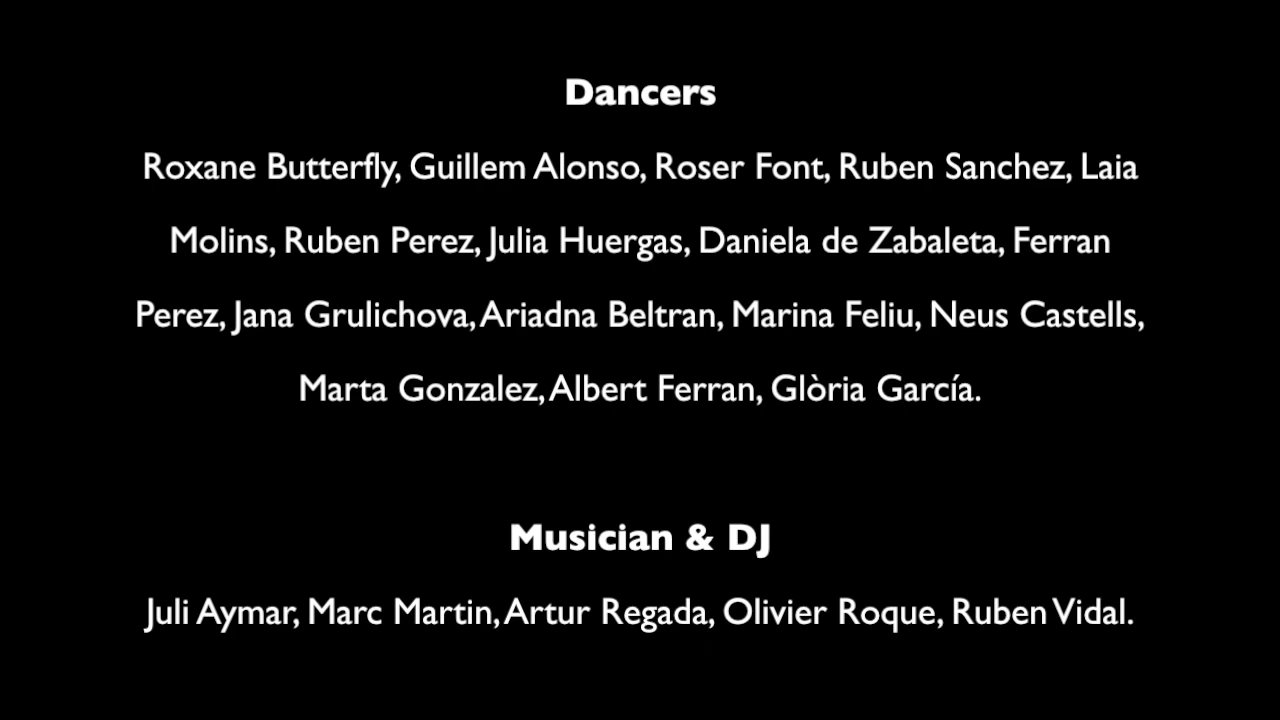 Dancers
Roxane Butterfly, Guillem Alonso, Roser Font, Ruben Sanchez, Laia
Molins, Ruben Perez, Julia Huergas, Daniela de Zabaleta, Ferran
Perez, Jana Grulichova, Ariadna Beltran, Marina Feliu, Neus Castells,
Marta Gonzalez, Albert Ferran, Glòria García.
Musician & DJ
Juli Aymar, Marc Martin, Artur Regada, Olivier Roque, Ruben Vidal.